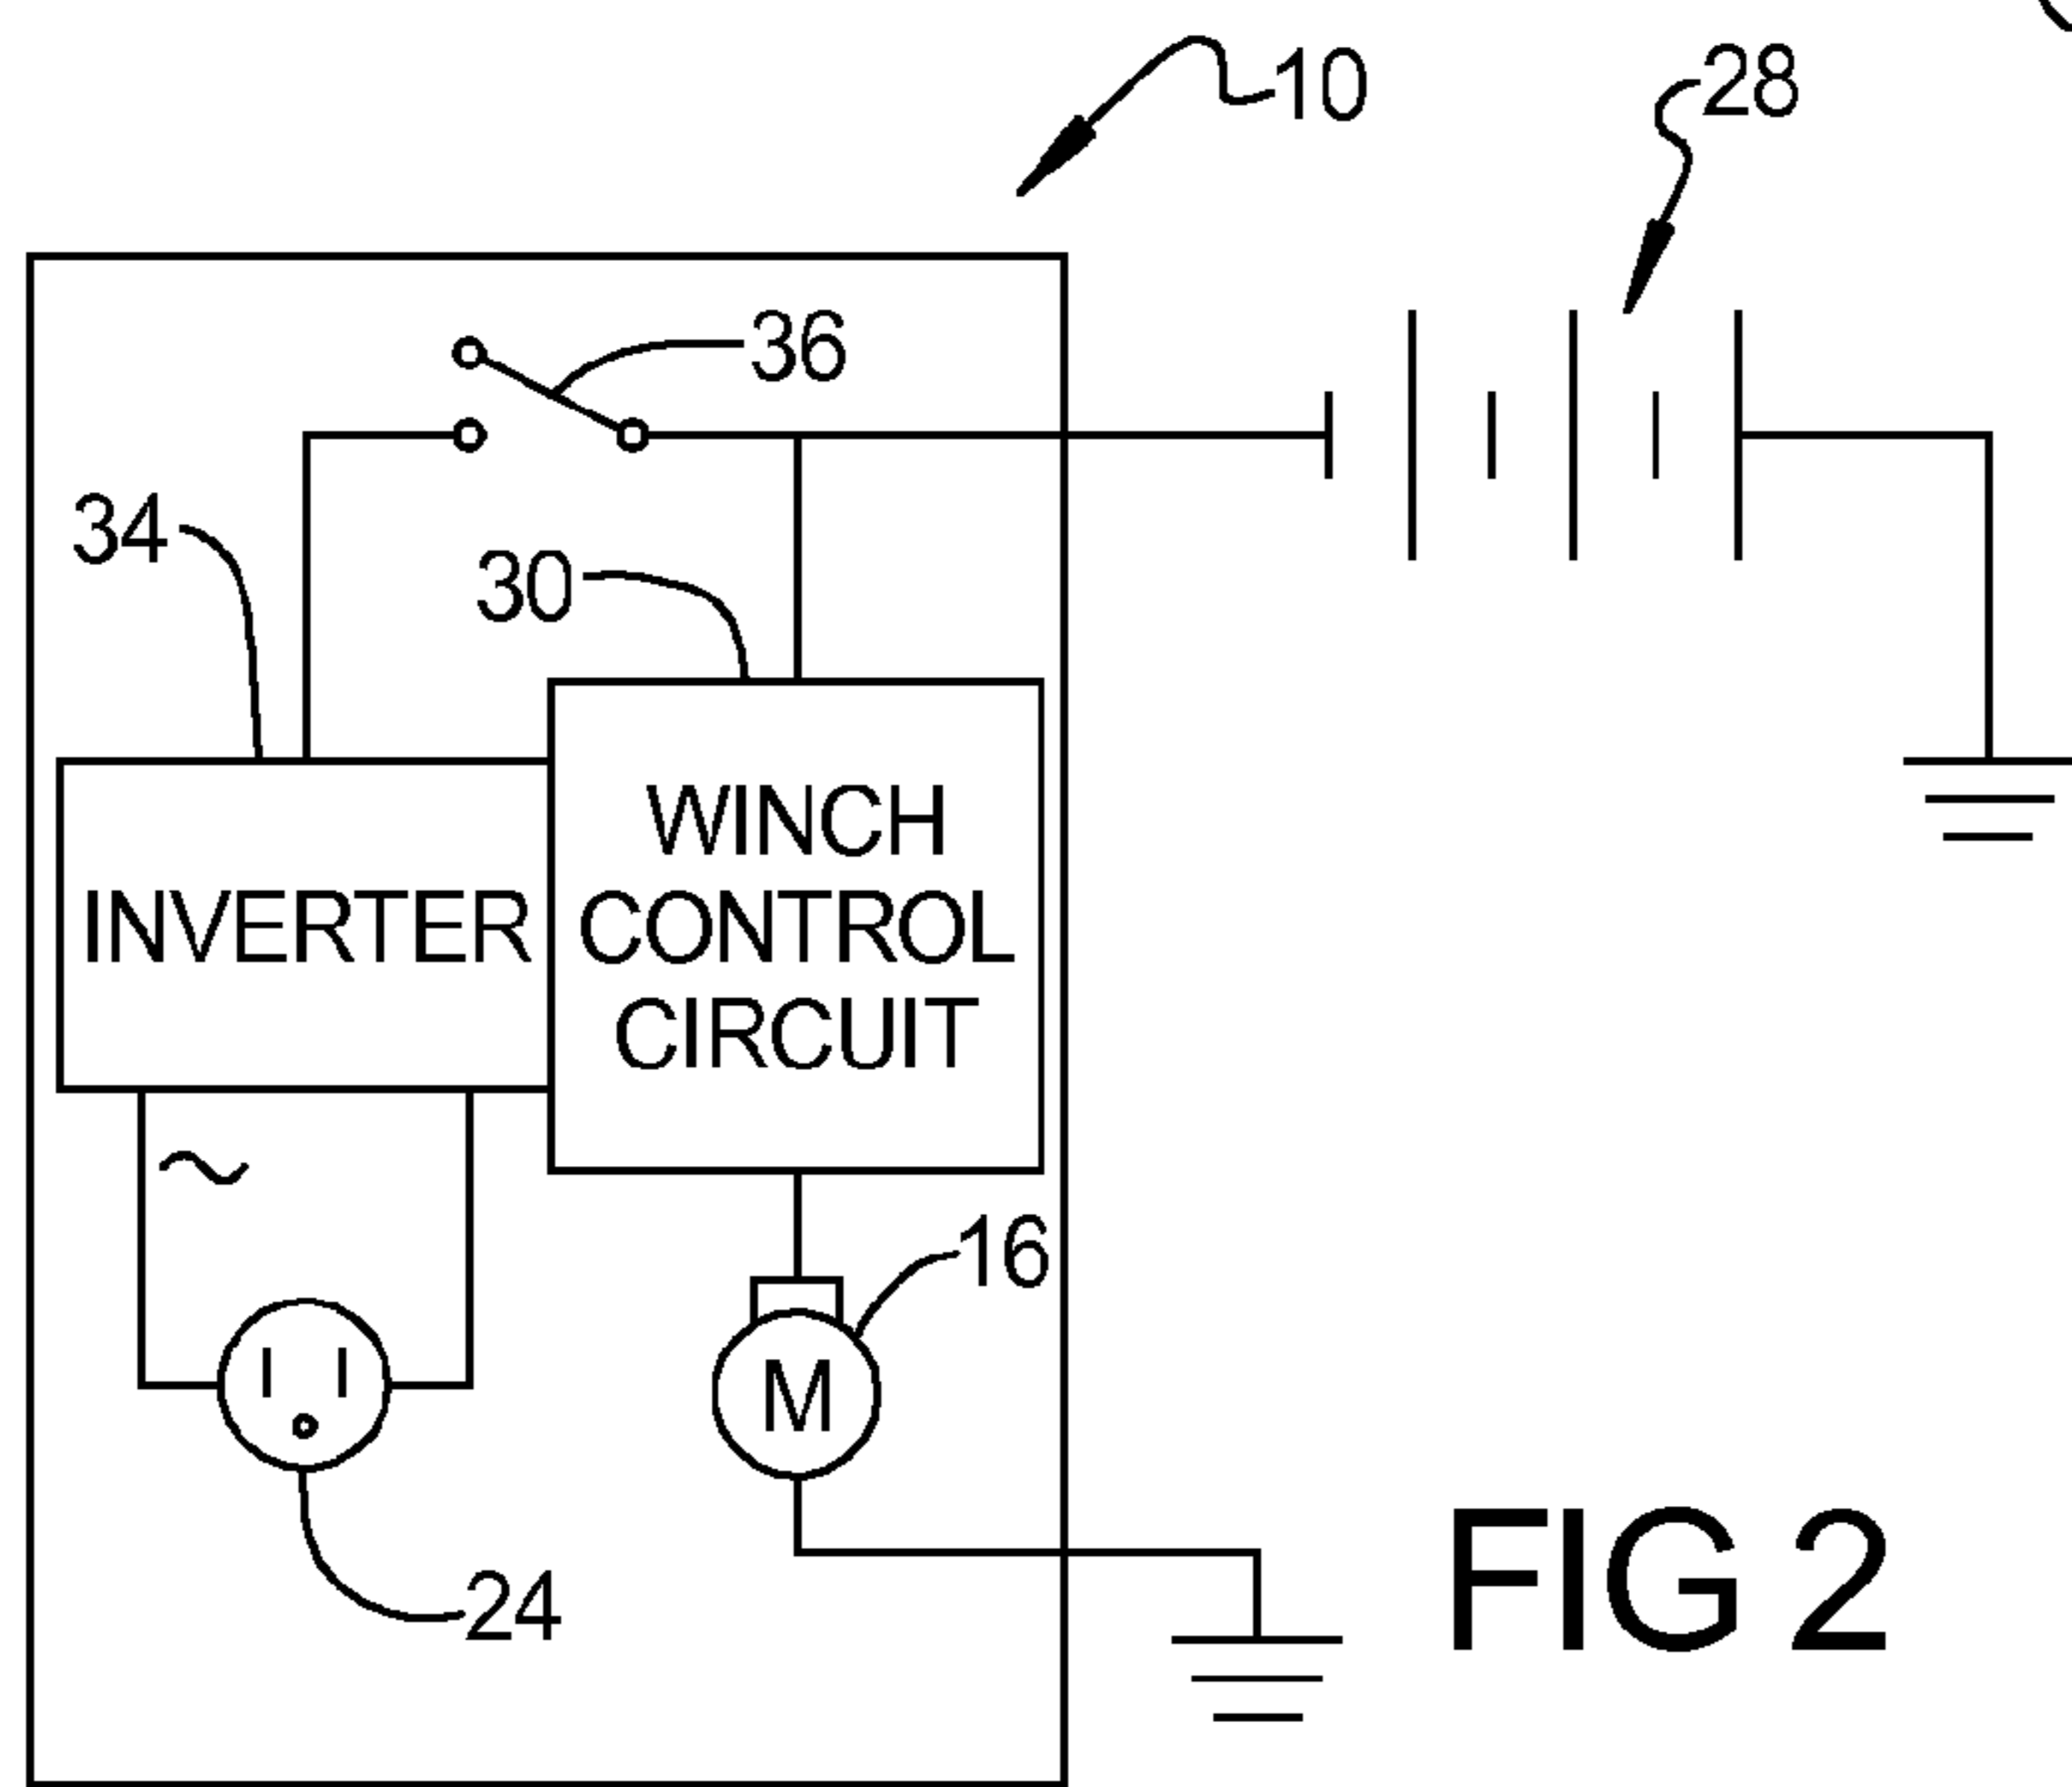 10
28
36
34
30
WINCH
INVERTER
CONTROL
CIRCUIT
16
M
24
FIG 2